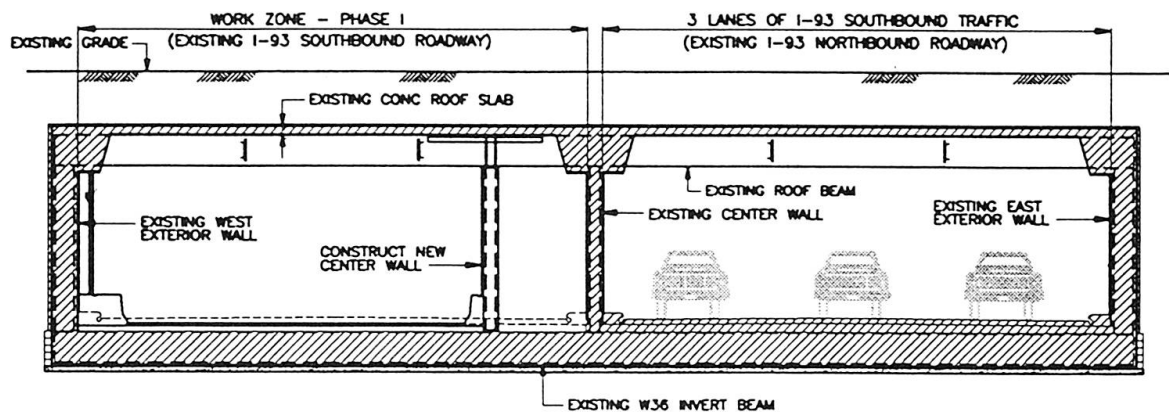 WORK ZONE - PHASE I
(EXISTING I-93 SOUTHBOUND ROADWAY)
3 LANES OF I-93 SOUTHBOUND TRAFFIC
(EXISTING I-93 NORTHBOUND ROADWAY)
EXISTING GRADE
EXISTING CONC ROOF SLAB
EXISTING ROOF BEAM
EXISTING WEST
EXTERIOR WALL
CONSTRUCT NEW
CENTER WALL
EXISTING CENTER WALL
EXISTING EAST
EXTERIOR WALL
EXISTING W36 INVERT BEAM